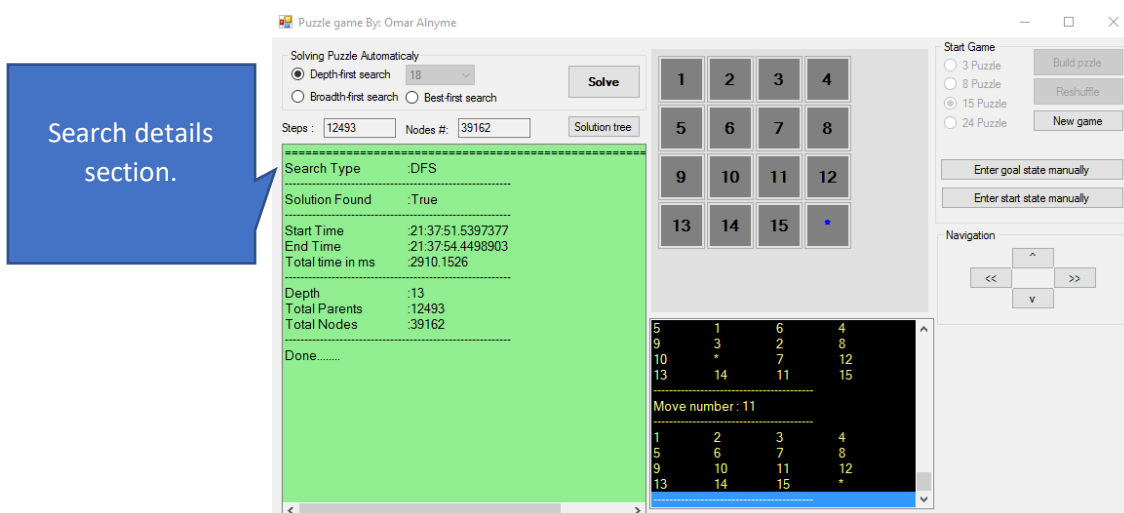 Search details
section.
Puzzle game By: Omar Alnyme
Solving Puzzle Automaticaly
Depth-first search 18
Solve
Broadth-first search Best-first search
Steps : 12493 Nodes #: 39162 Solution tree
=======================================================
Search Type :DFS
-------------------------------------------------------
Solution Found :True
-------------------------------------------------------
Start Time :21:37:51.5397377
End Time :21:37:54.4498903
Total time in ms :2910.1526
-------------------------------------------------------
Depth :13
Total Parents :12493
Total Nodes :39162
-------------------------------------------------------
Done........
1 2 3 4
5 6 7 8
9 10 11 12
13 14 15 *
5 1 6 4
9 3 2 8
10 * 7 12
13 14 11 15
-------------------------------------------------------
Move number : 11
-------------------------------------------------------
1 2 3 4
5 6 7 8
9 10 11 12
13 14 15 *
-------------------------------------------------------
Start Game
3 Puzzle
8 Puzzle
15 Puzzle
24 Puzzle
Build pzzle
Reshuffle
New game
Enter goal state manually
Enter start state manually
Navigation
^
<< >>
v